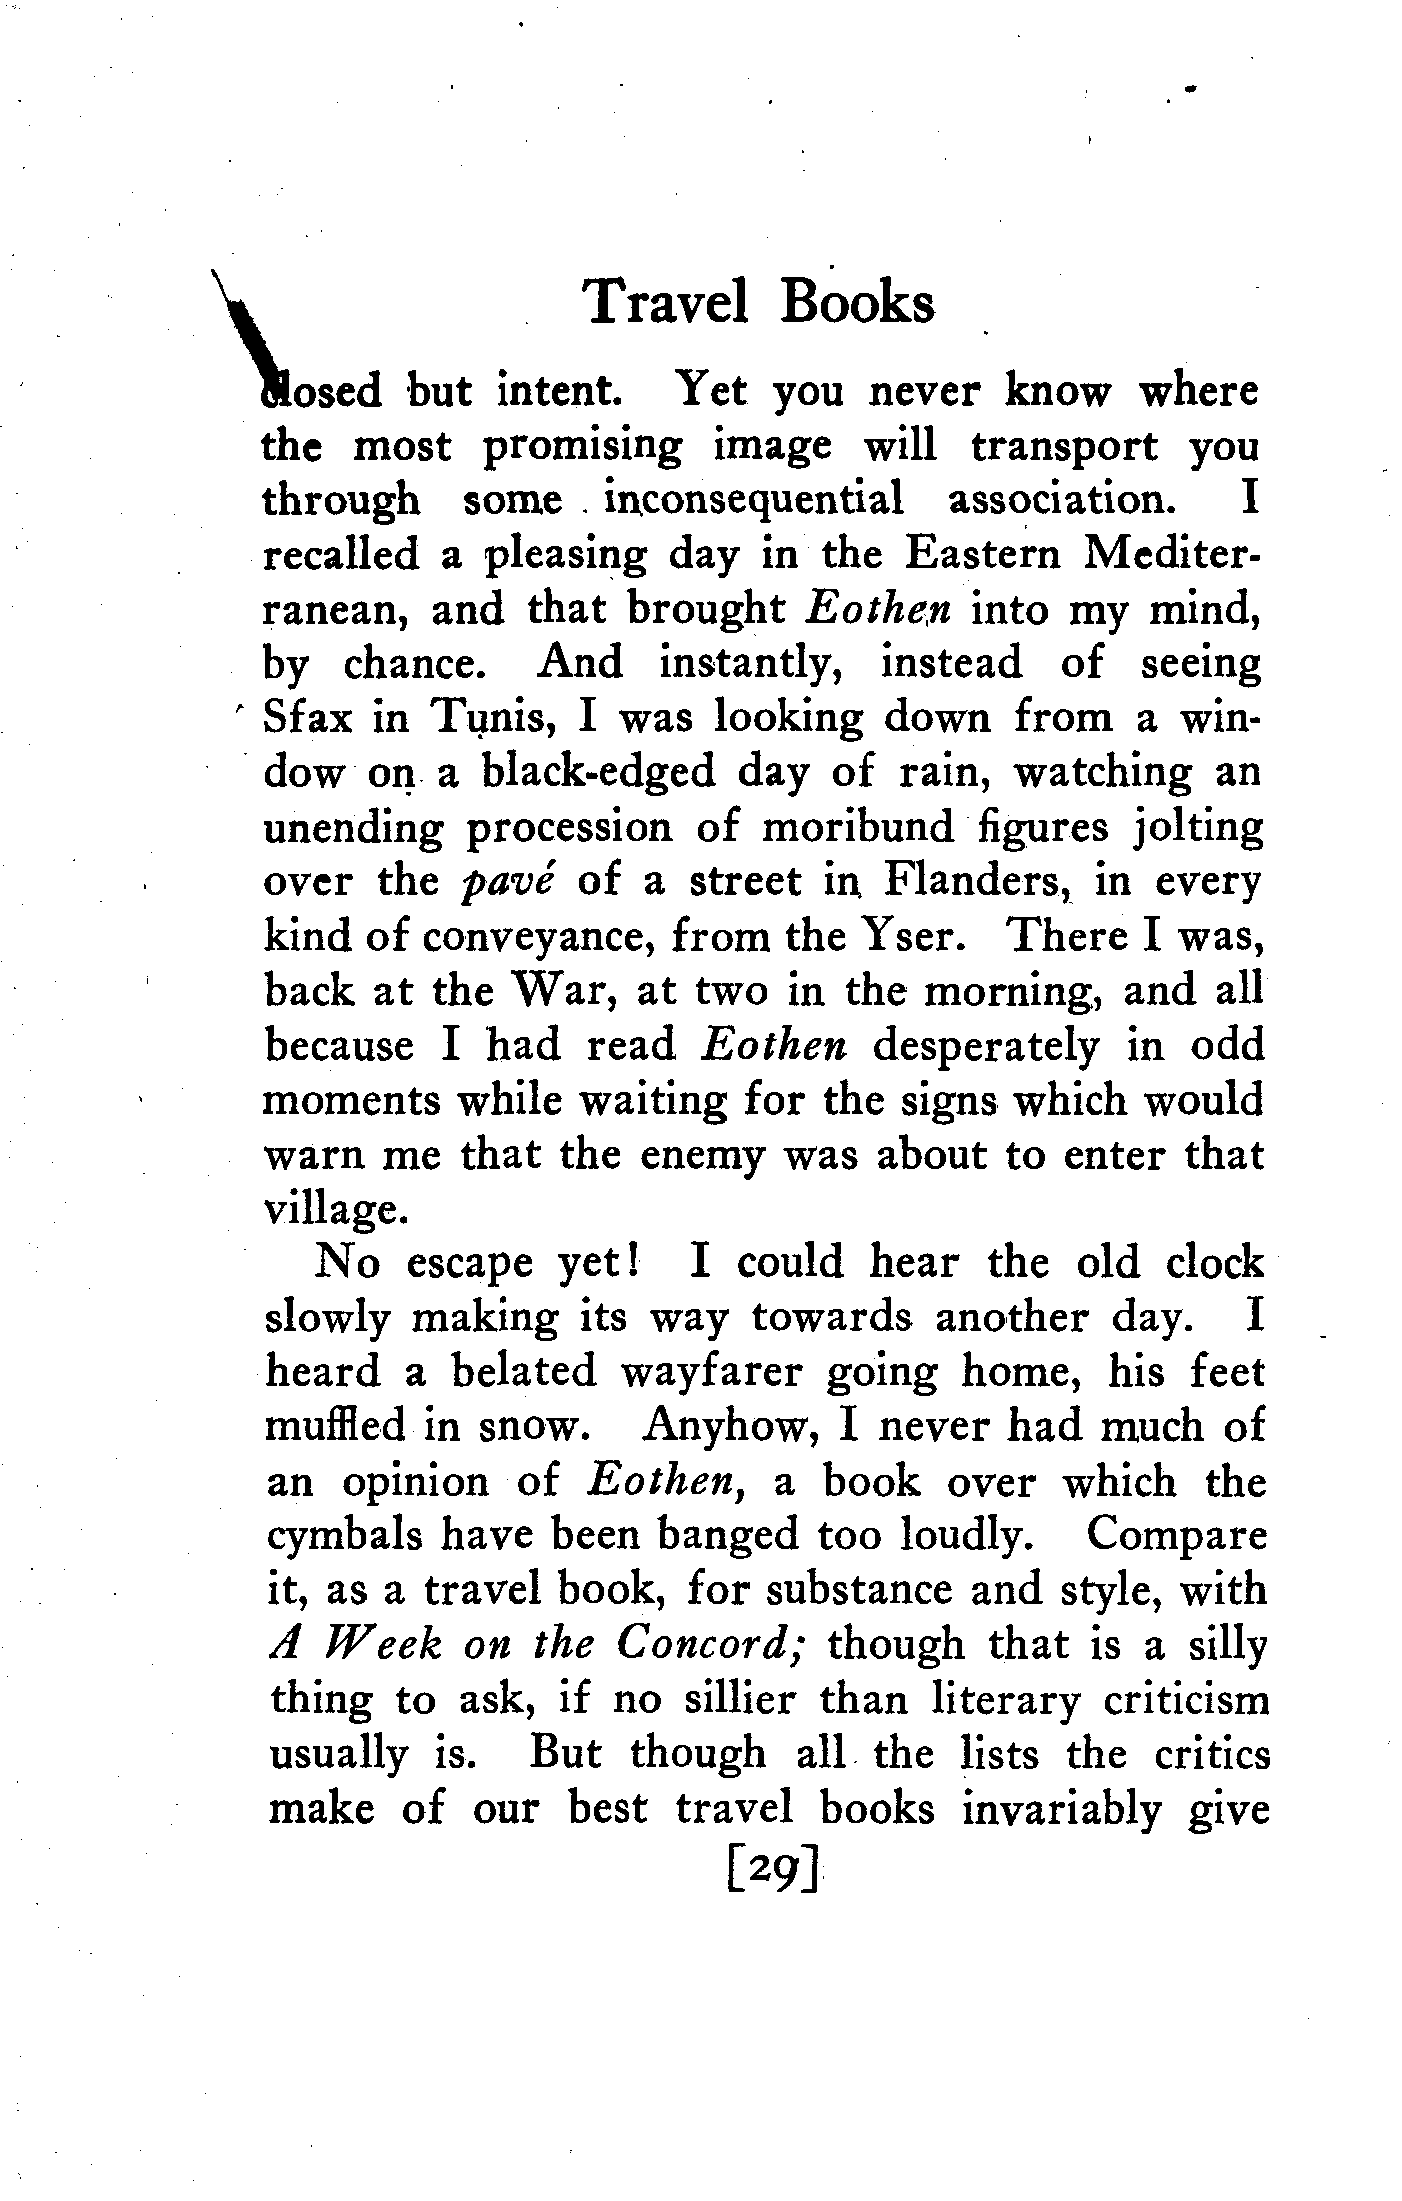 Travel Books
closed but intent. Yet you never know where
the most promising image will transport you
through some inconsequential association. I
recalled a pleasing day in the Eastern Mediter-
ranean, and that brought Eothen into my mind,
by chance. And instantly, instead of seeing
Sfax in Tunis, I was looking down from a win-
dow on a black-edged day of rain, watching an
unending procession of moribund figures jolting
over the pavé of a street in Flanders, in every
kind of conveyance, from the Yser. There I was,
back at the War, at two in the morning, and all
because I had read Eothen desperately in odd
moments while waiting for the signs which would
warn me that the enemy was about to enter that
village.
No escape yet! I could hear the old clock
slowly making its way towards another day. I
heard a belated wayfarer going home, his feet
muffled in snow. Anyhow, I never had much of
an opinion of Eothen, a book over which the
cymbals have been banged too loudly. Compare
it, as a travel book, for substance and style, with
A Week on the Concord; though that is a silly
thing to ask, if no sillier than literary criticism
usually is. But though all the lists the critics
make of our best travel books invariably give
[29]